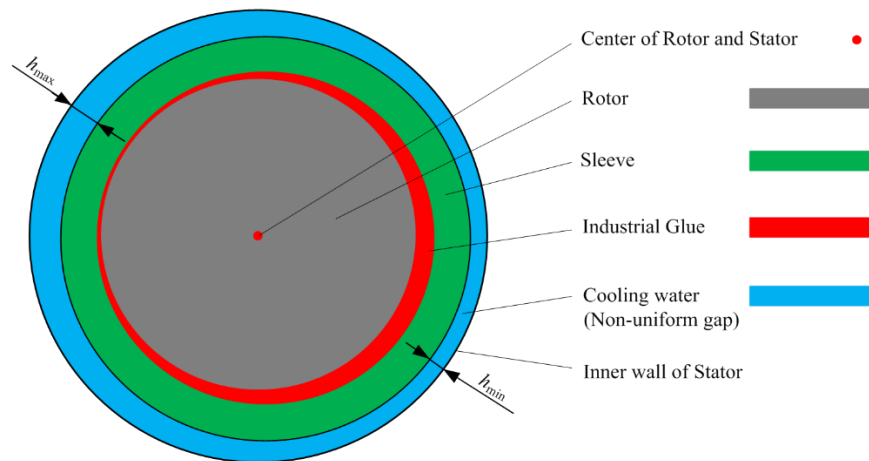 h_max
Center of Rotor and Stator
Rotor
Sleeve
Industrial Glue
Cooling water
(Non-uniform gap)
Inner wall of Stator
h_min